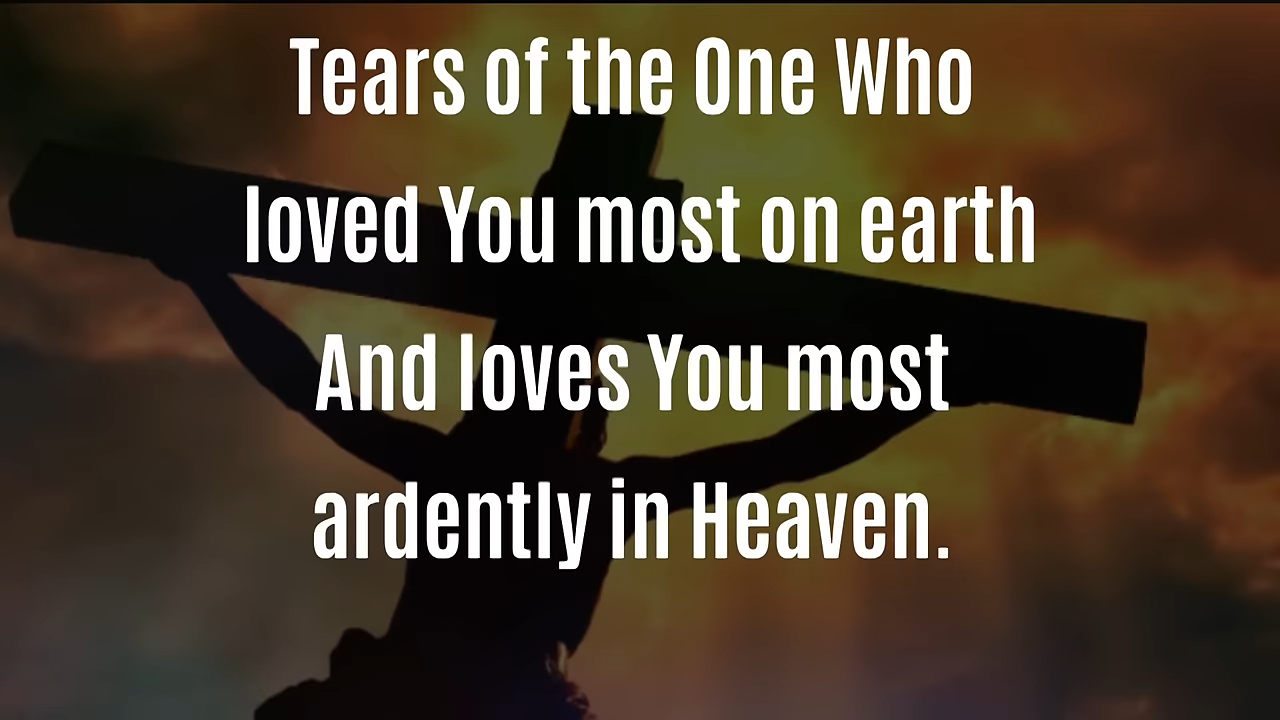 Tears of the One Who
loved You most on earth
And loves You most
ardently in Heaven.